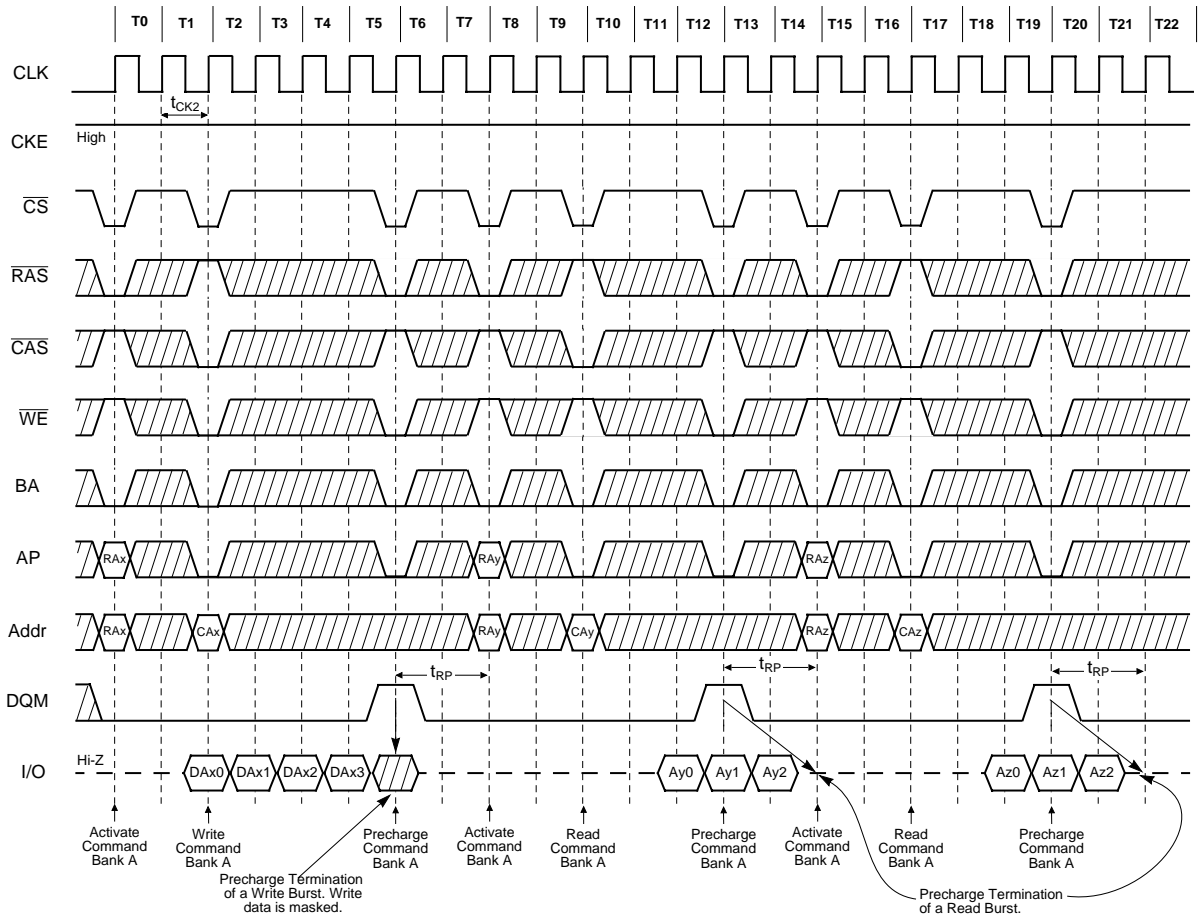 T0 T1 T2 T3 T4 T5 T6 T7 T8 T9 T10 T11 T12 T13 T14 T15 T16 T17 T18 T19 T20 T21 T22
CLK
tCK2
CKE
High
CS
RAS
CAS
WE
BA
AP
RAx RAy RAz
Addr
RAx CAx RAy CAy RAz CAz
tRP tRP tRP
DQM
I/O
Hi-Z
DAx0 DAx1 DAx2 DAx3 Ay0 Ay1 Ay2 Az0 Az1 Az2
Activate
Command
Bank A
Write
Command
Bank A
Precharge
Command
Bank A
Activate
Command
Bank A
Read
Command
Bank A
Precharge
Command
Bank A
Activate
Command
Bank A
Read
Command
Bank A
Precharge
Command
Bank A
Precharge Termination
of a Write Burst. Write
data is masked.
Precharge Termination
of a Read Burst.